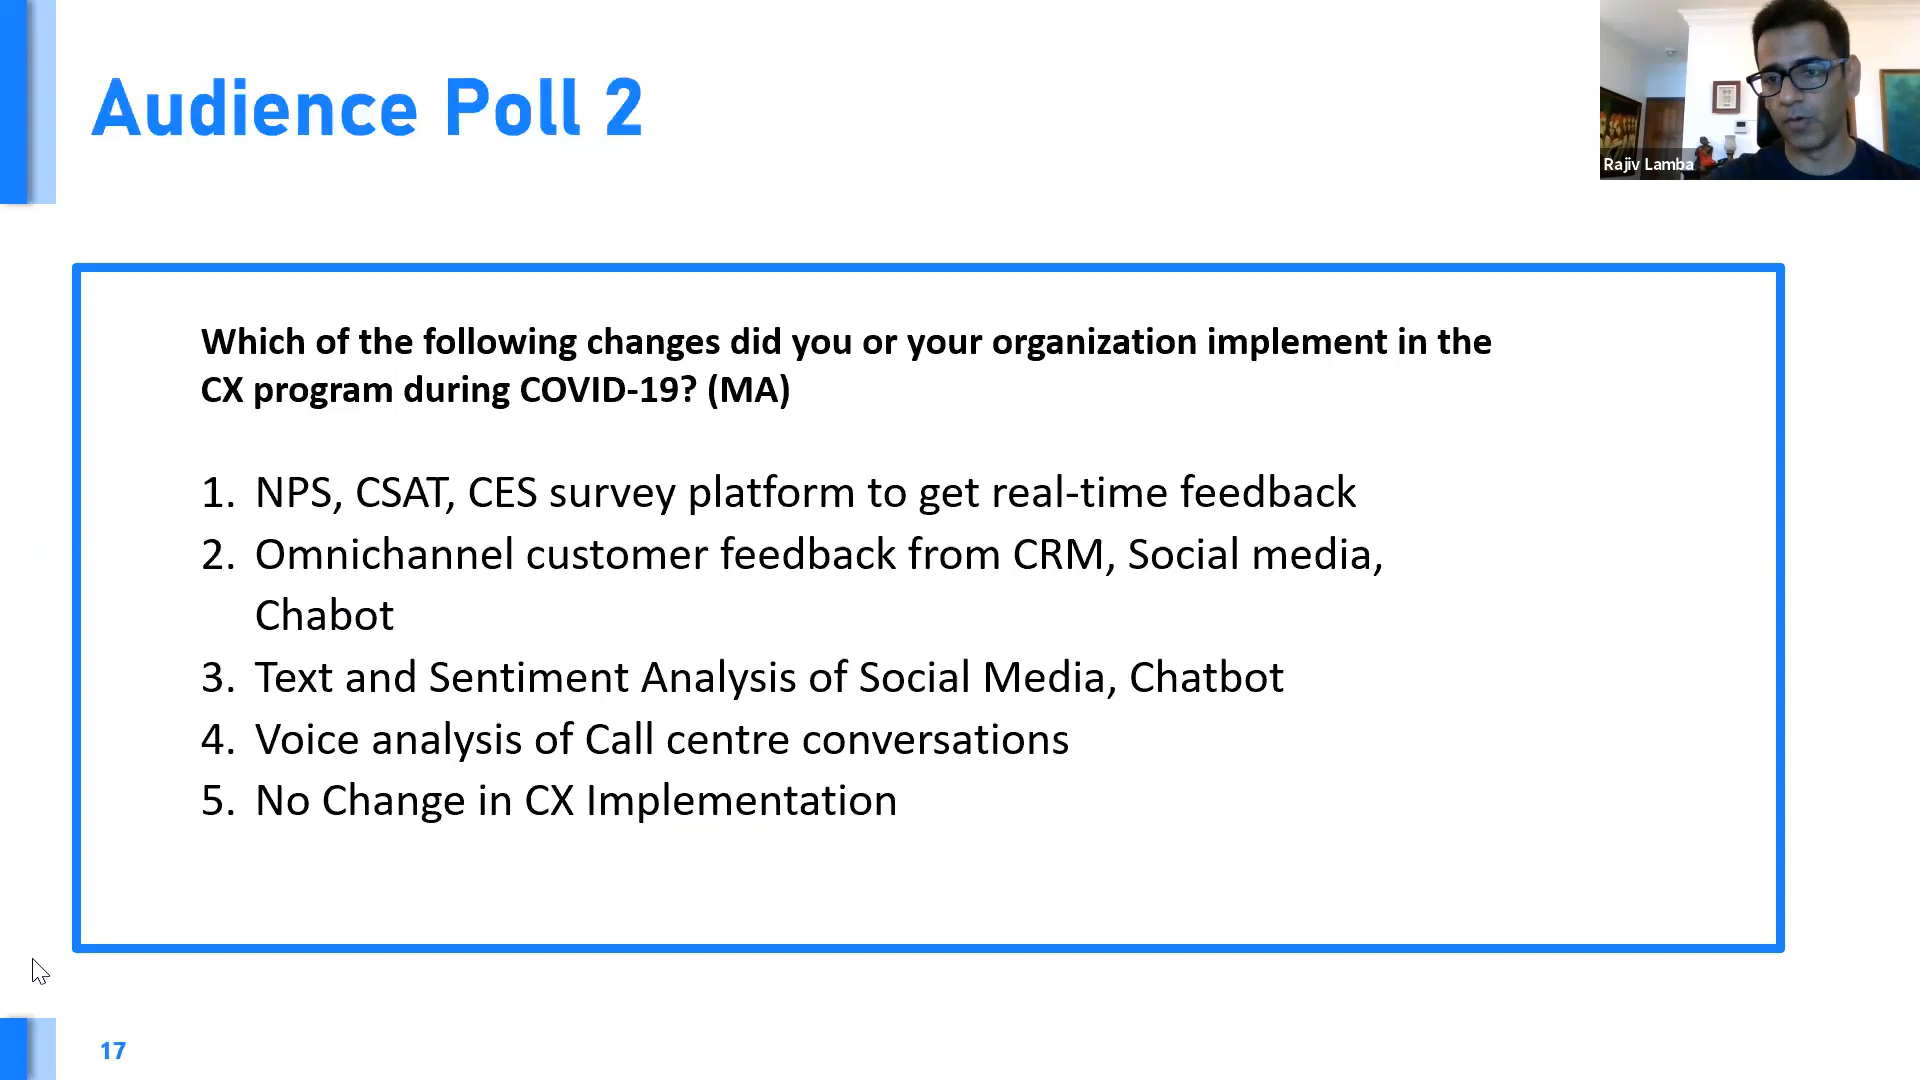 Audience Poll 2
Rajiv Lamba
Which of the following changes did you or your organization implement in the
CX program during COVID-19? (MA)
1. NPS, CSAT, CES survey platform to get real-time feedback
2. Omnichannel customer feedback from CRM, Social media,
Chabot
3. Text and Sentiment Analysis of Social Media, Chatbot
4. Voice analysis of Call centre conversations
5. No Change in CX Implementation
17